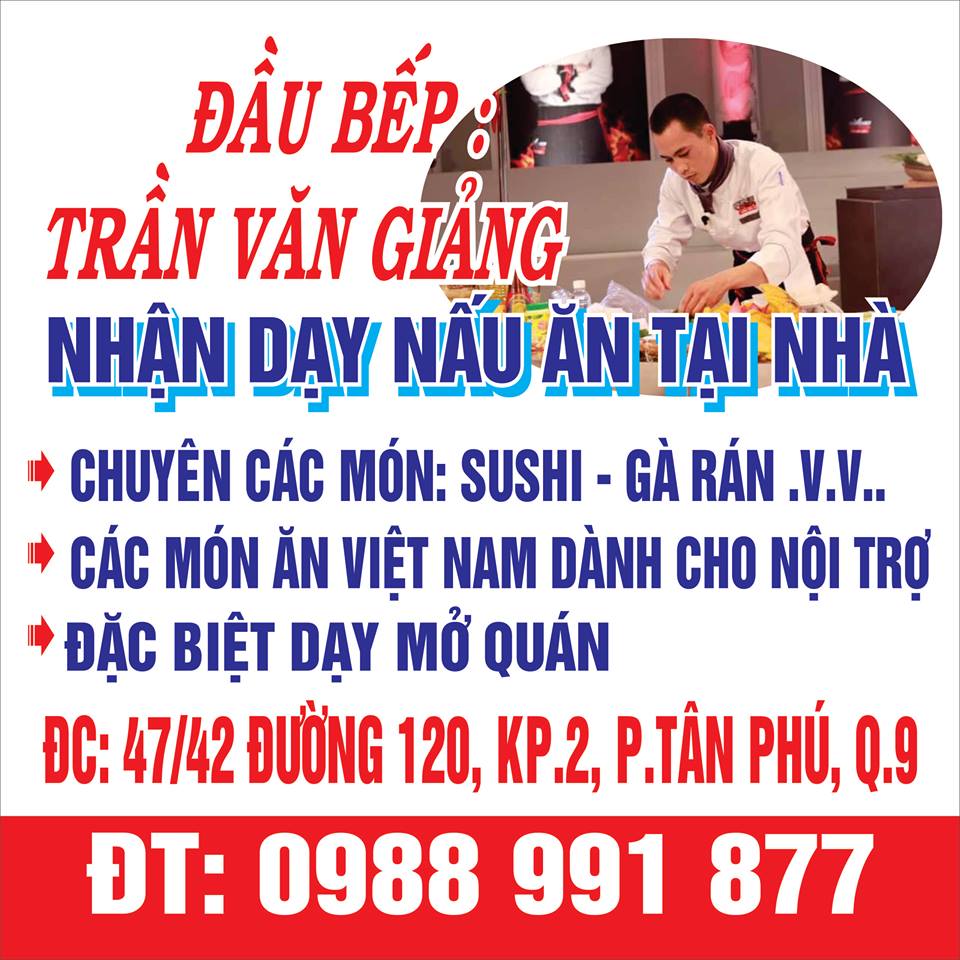 ĐẦU BẾP :
TRẦN VĂN GIẢNG
NHẬN DẠY NẤU ĂN TẠI NHÀ
CHUYÊN CÁC MÓN: SUSHI - GÀ RÁN .V.V..
CÁC MÓN ĂN VIỆT NAM DÀNH CHO NỘI TRỢ
ĐẶC BIỆT DẠY MỞ QUÁN
ĐC: 47/42 ĐƯỜNG 120, KP.2, P.TÂN PHÚ, Q.9
ĐT: 0988 991 877